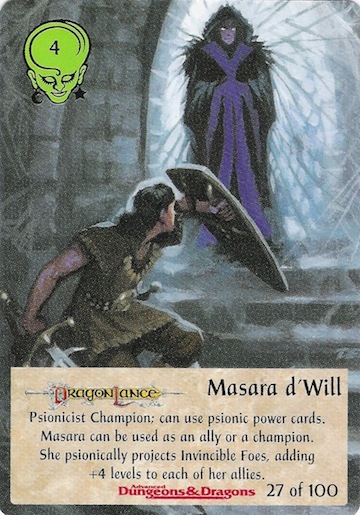 4
Masara d'Will
DRAGONLANCE
Psionicist Champion; can use psionic power cards.
Masara can be used as an ally or a champion.
She psionically projects Invincible Foes, adding
+4 levels to each of her allies.
Advanced
Dungeons&Dragons
27 of 100